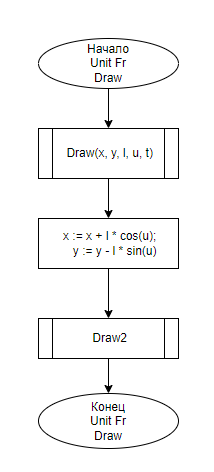 Начало
Unit Fr
Draw
Draw(x, y, l, u, t)
x := x + l * cos(u);
y := y - l * sin(u)
Draw2
Конец
Unit Fr
Draw